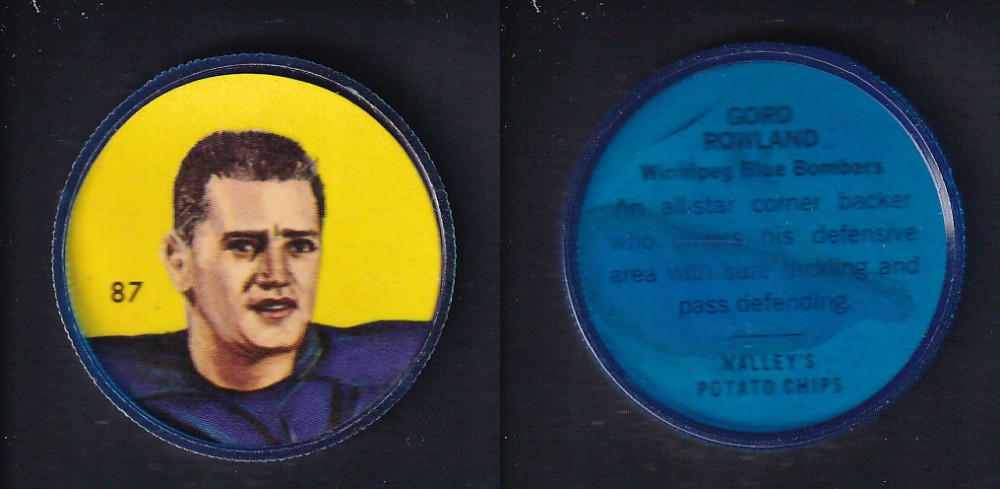 87
GORD
ROWLAND
Winnipeg Blue Bombers
An all-star corner backer
who covers his defensive
area with sure tackling and
pass defending.
NALLEY'S
POTATO CHIPS